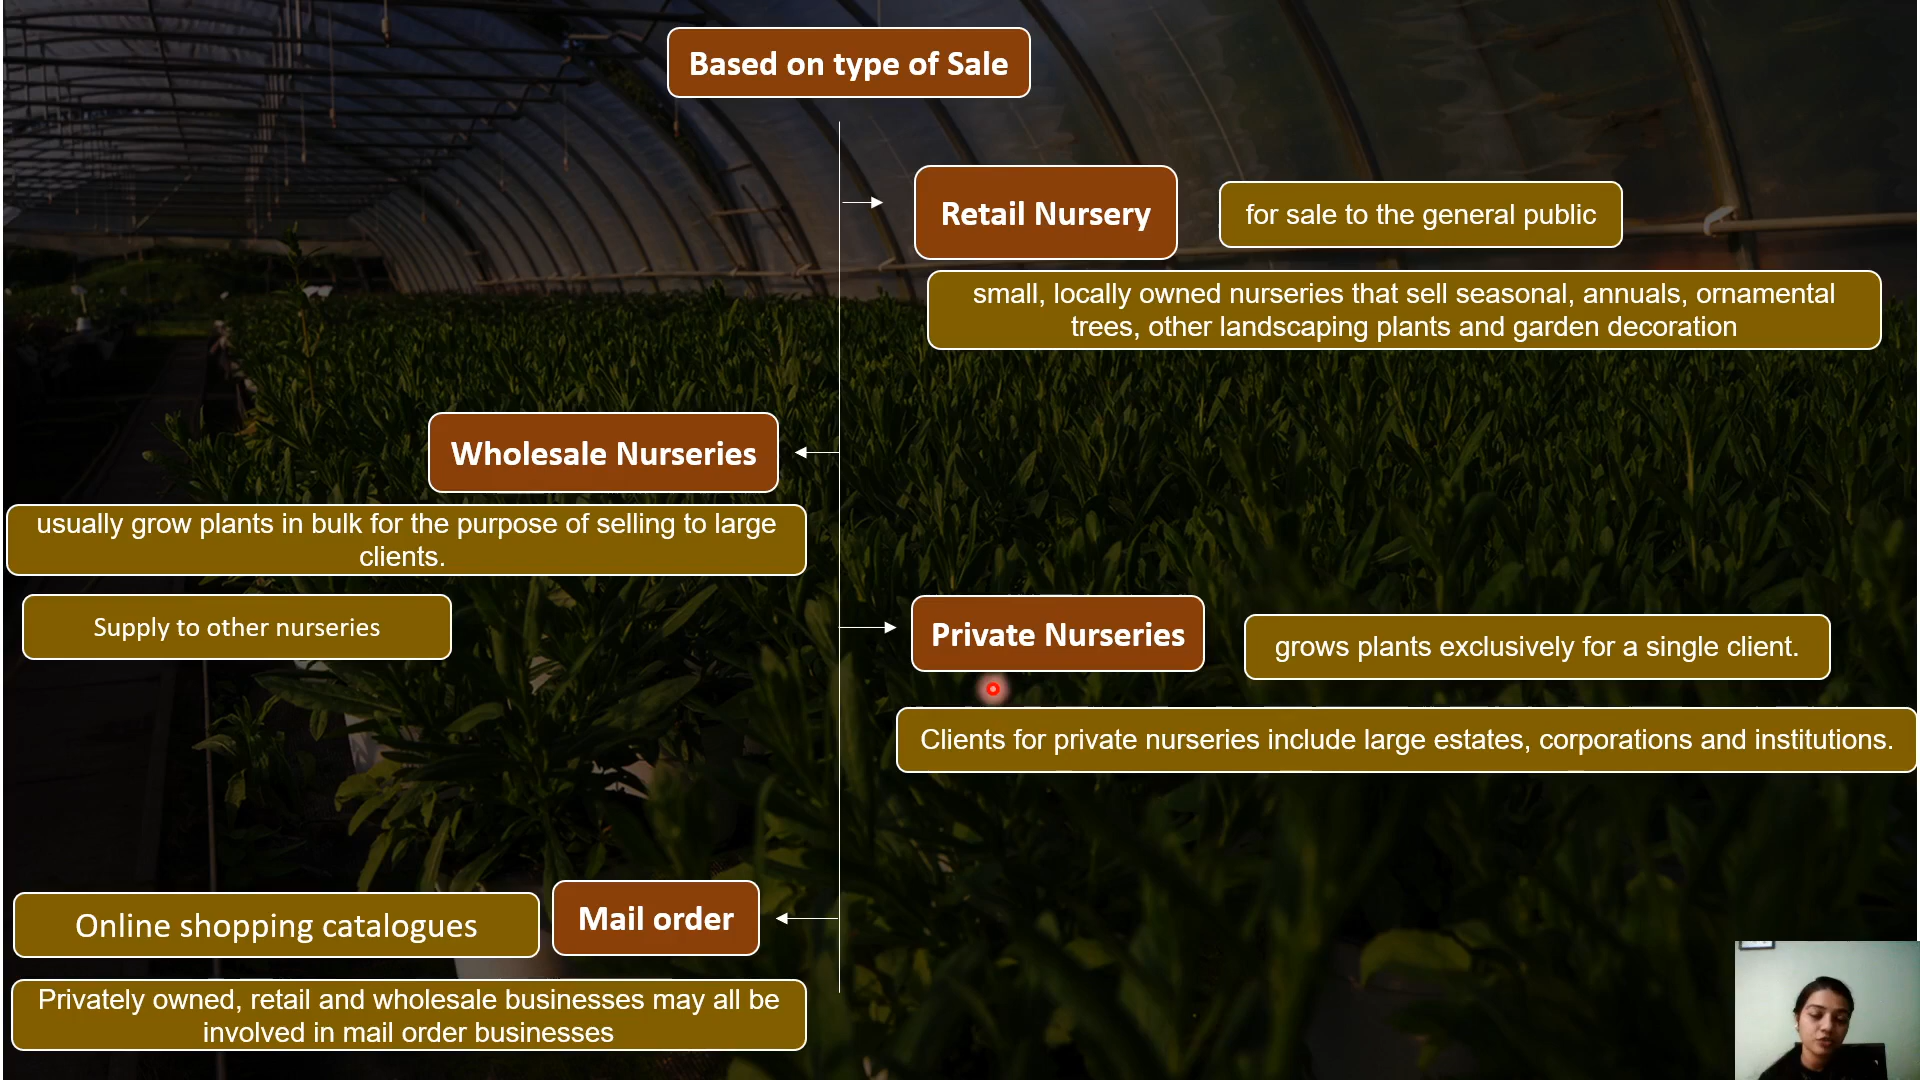 Based on type of Sale
Retail Nursery
for sale to the general public
small, locally owned nurseries that sell seasonal, annuals, ornamental
trees, other landscaping plants and garden decoration
Wholesale Nurseries
usually grow plants in bulk for the purpose of selling to large
clients.
Supply to other nurseries
Private Nurseries
grows plants exclusively for a single client.
Clients for private nurseries include large estates, corporations and institutions.
Online shopping catalogues
Mail order
Privately owned, retail and wholesale businesses may all be
involved in mail order businesses